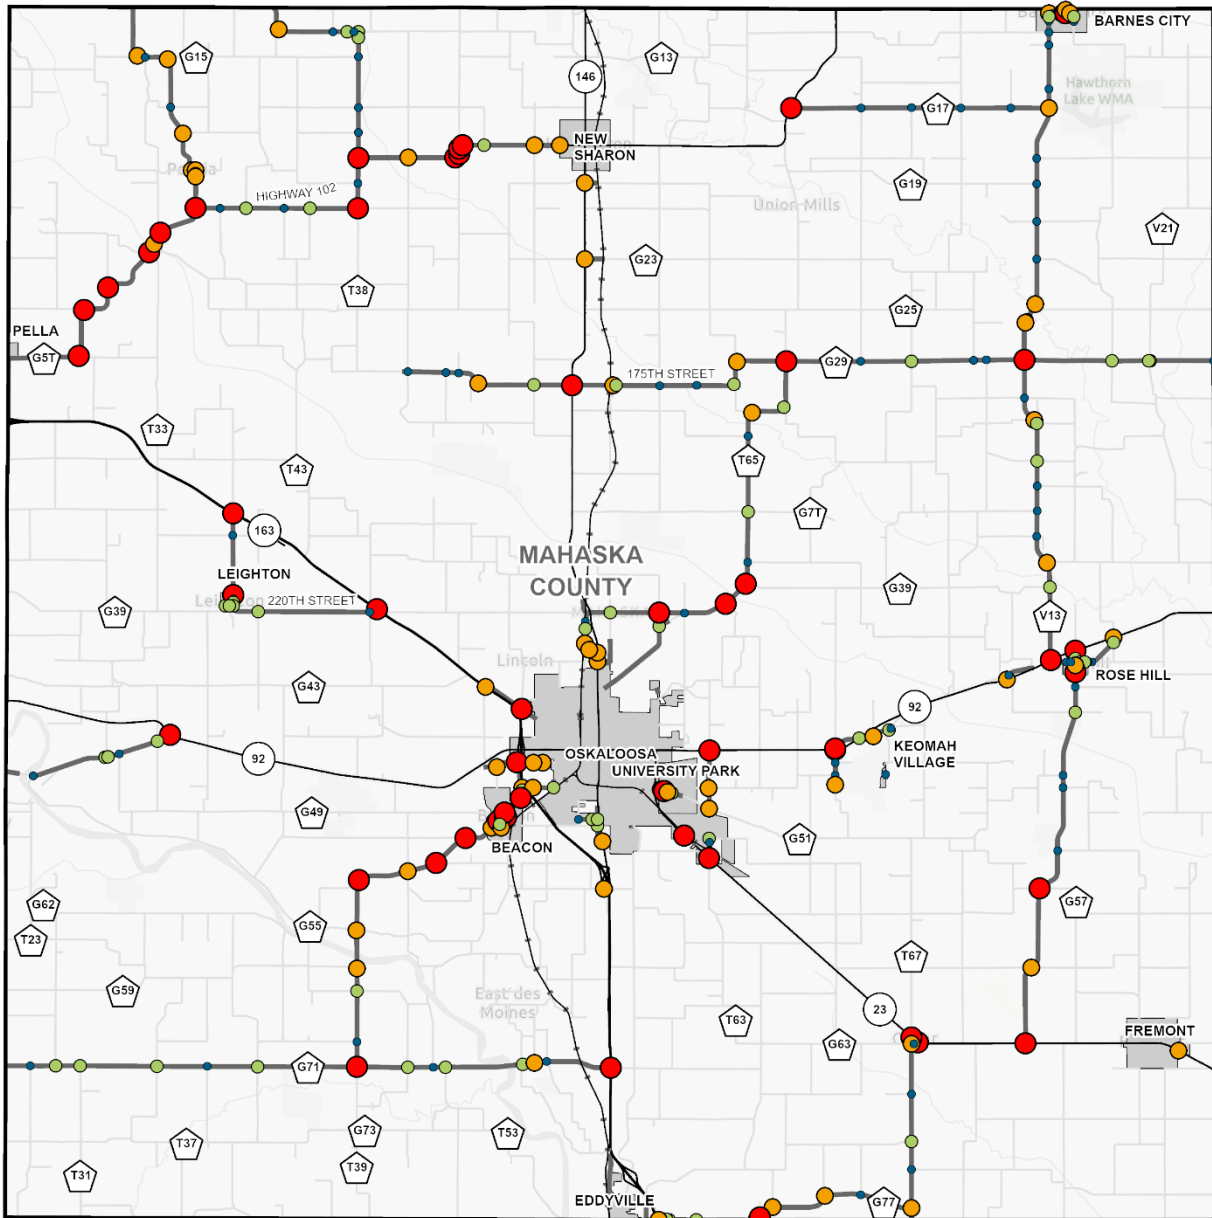 BARNES CITY
G15
G13
146
Hawthorn
Lake WMA
G17
NEW
SHARON
HIGHWAY 102
G19
Union Mills
V21
G23
T38
G25
PELLA
G5T
G29
175TH STREET
T33
T43
T65
G7T
163
MAHASKA
COUNTY
LEIGHTON
220TH STREET
G39
G39
V13
Lincoln
ROSE HILL
G43
92
92
OSKALOOSA
KEOMAH
VILLAGE
UNIVERSITY PARK
G49
G51
BEACON
G62
T23
G55
G57
T67
G59
East des
Moines
T63
23
G63
FREMONT
G71
G73
T53
T37
T39
T31
EDDYVILLE
G77